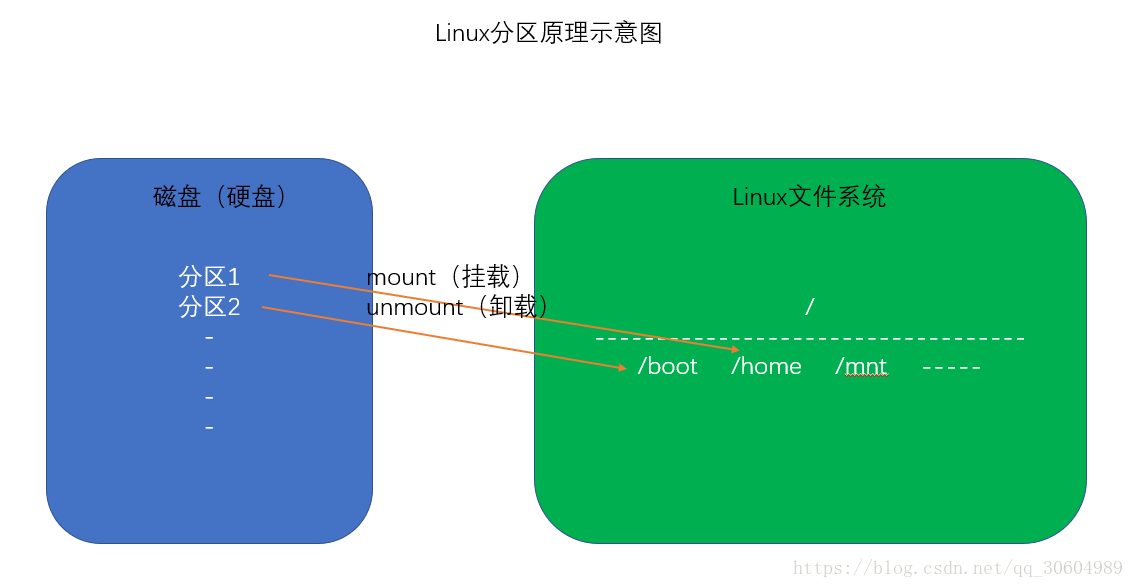 Linux分区原理示意图
磁盘（硬盘）
分区1
分区2
-
-
-
-
mount（挂载）
unmount（卸载）
Linux文件系统
/
-----------------------------------
/boot /home /mnt -----
https://blog.csdn.net/qq_30604989